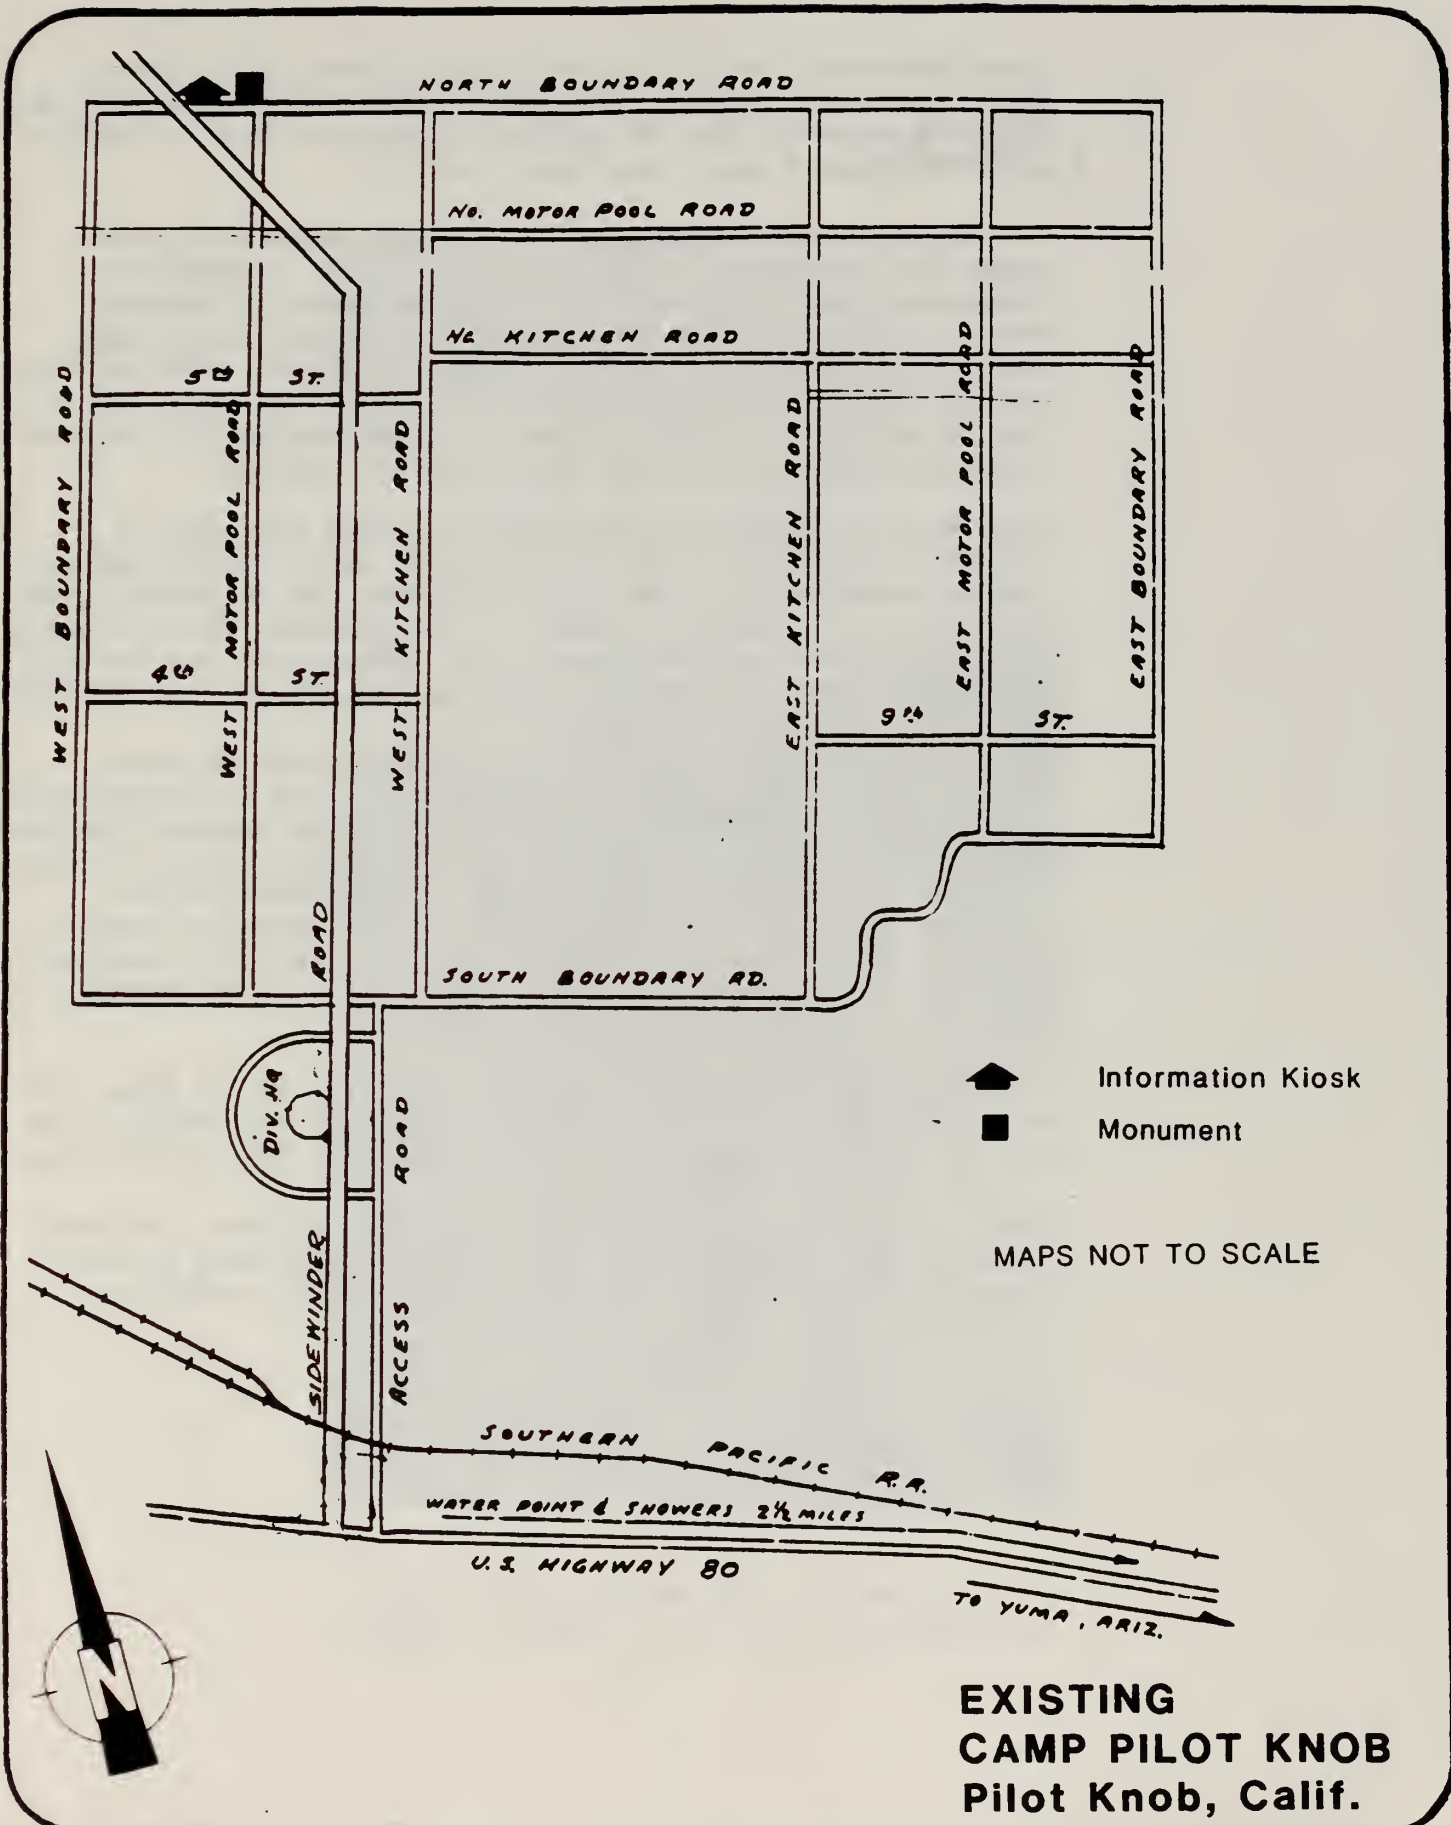 NORTH BOUNDARY ROAD
NO. MOTOR POOL ROAD
NO. KITCHEN ROAD
5th ST.
WEST BOUNDARY ROAD
WEST MOTOR POOL ROAD
WEST KITCHEN ROAD
EAST KITCHEN ROAD
EAST MOTOR POOL ROAD
EAST BOUNDARY ROAD
4th ST.
9th ST.
SOUTH BOUNDARY RD.
SIDEWINDER ROAD
DIV. HQ
ACCESS ROAD
Information Kiosk
Monument
MAPS NOT TO SCALE
SOUTHERN PACIFIC R.R.
WATER POINT & SHOWERS 2½ MILES
U.S. HIGHWAY 80
TO YUMA, ARIZ.
N
EXISTING
CAMP PILOT KNOB
Pilot Knob, Calif.